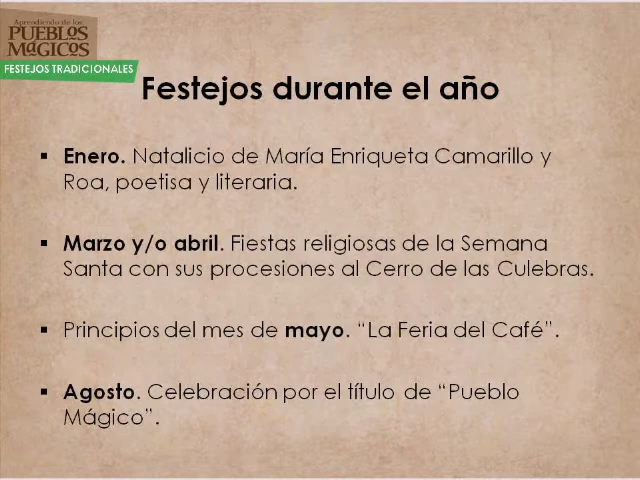 Aprendiendo de los
PUEBLOS
MáGICOS
FESTEJOS TRADICIONALES
Festejos durante el año
▪ Enero. Natalicio de María Enriqueta Camarillo y
Roa, poetisa y literaria.
▪ Marzo y/o abril. Fiestas religiosas de la Semana
Santa con sus procesiones al Cerro de las Culebras.
▪ Principios del mes de mayo. “La Feria del Café”.
▪ Agosto. Celebración por el título de “Pueblo
Mágico”.